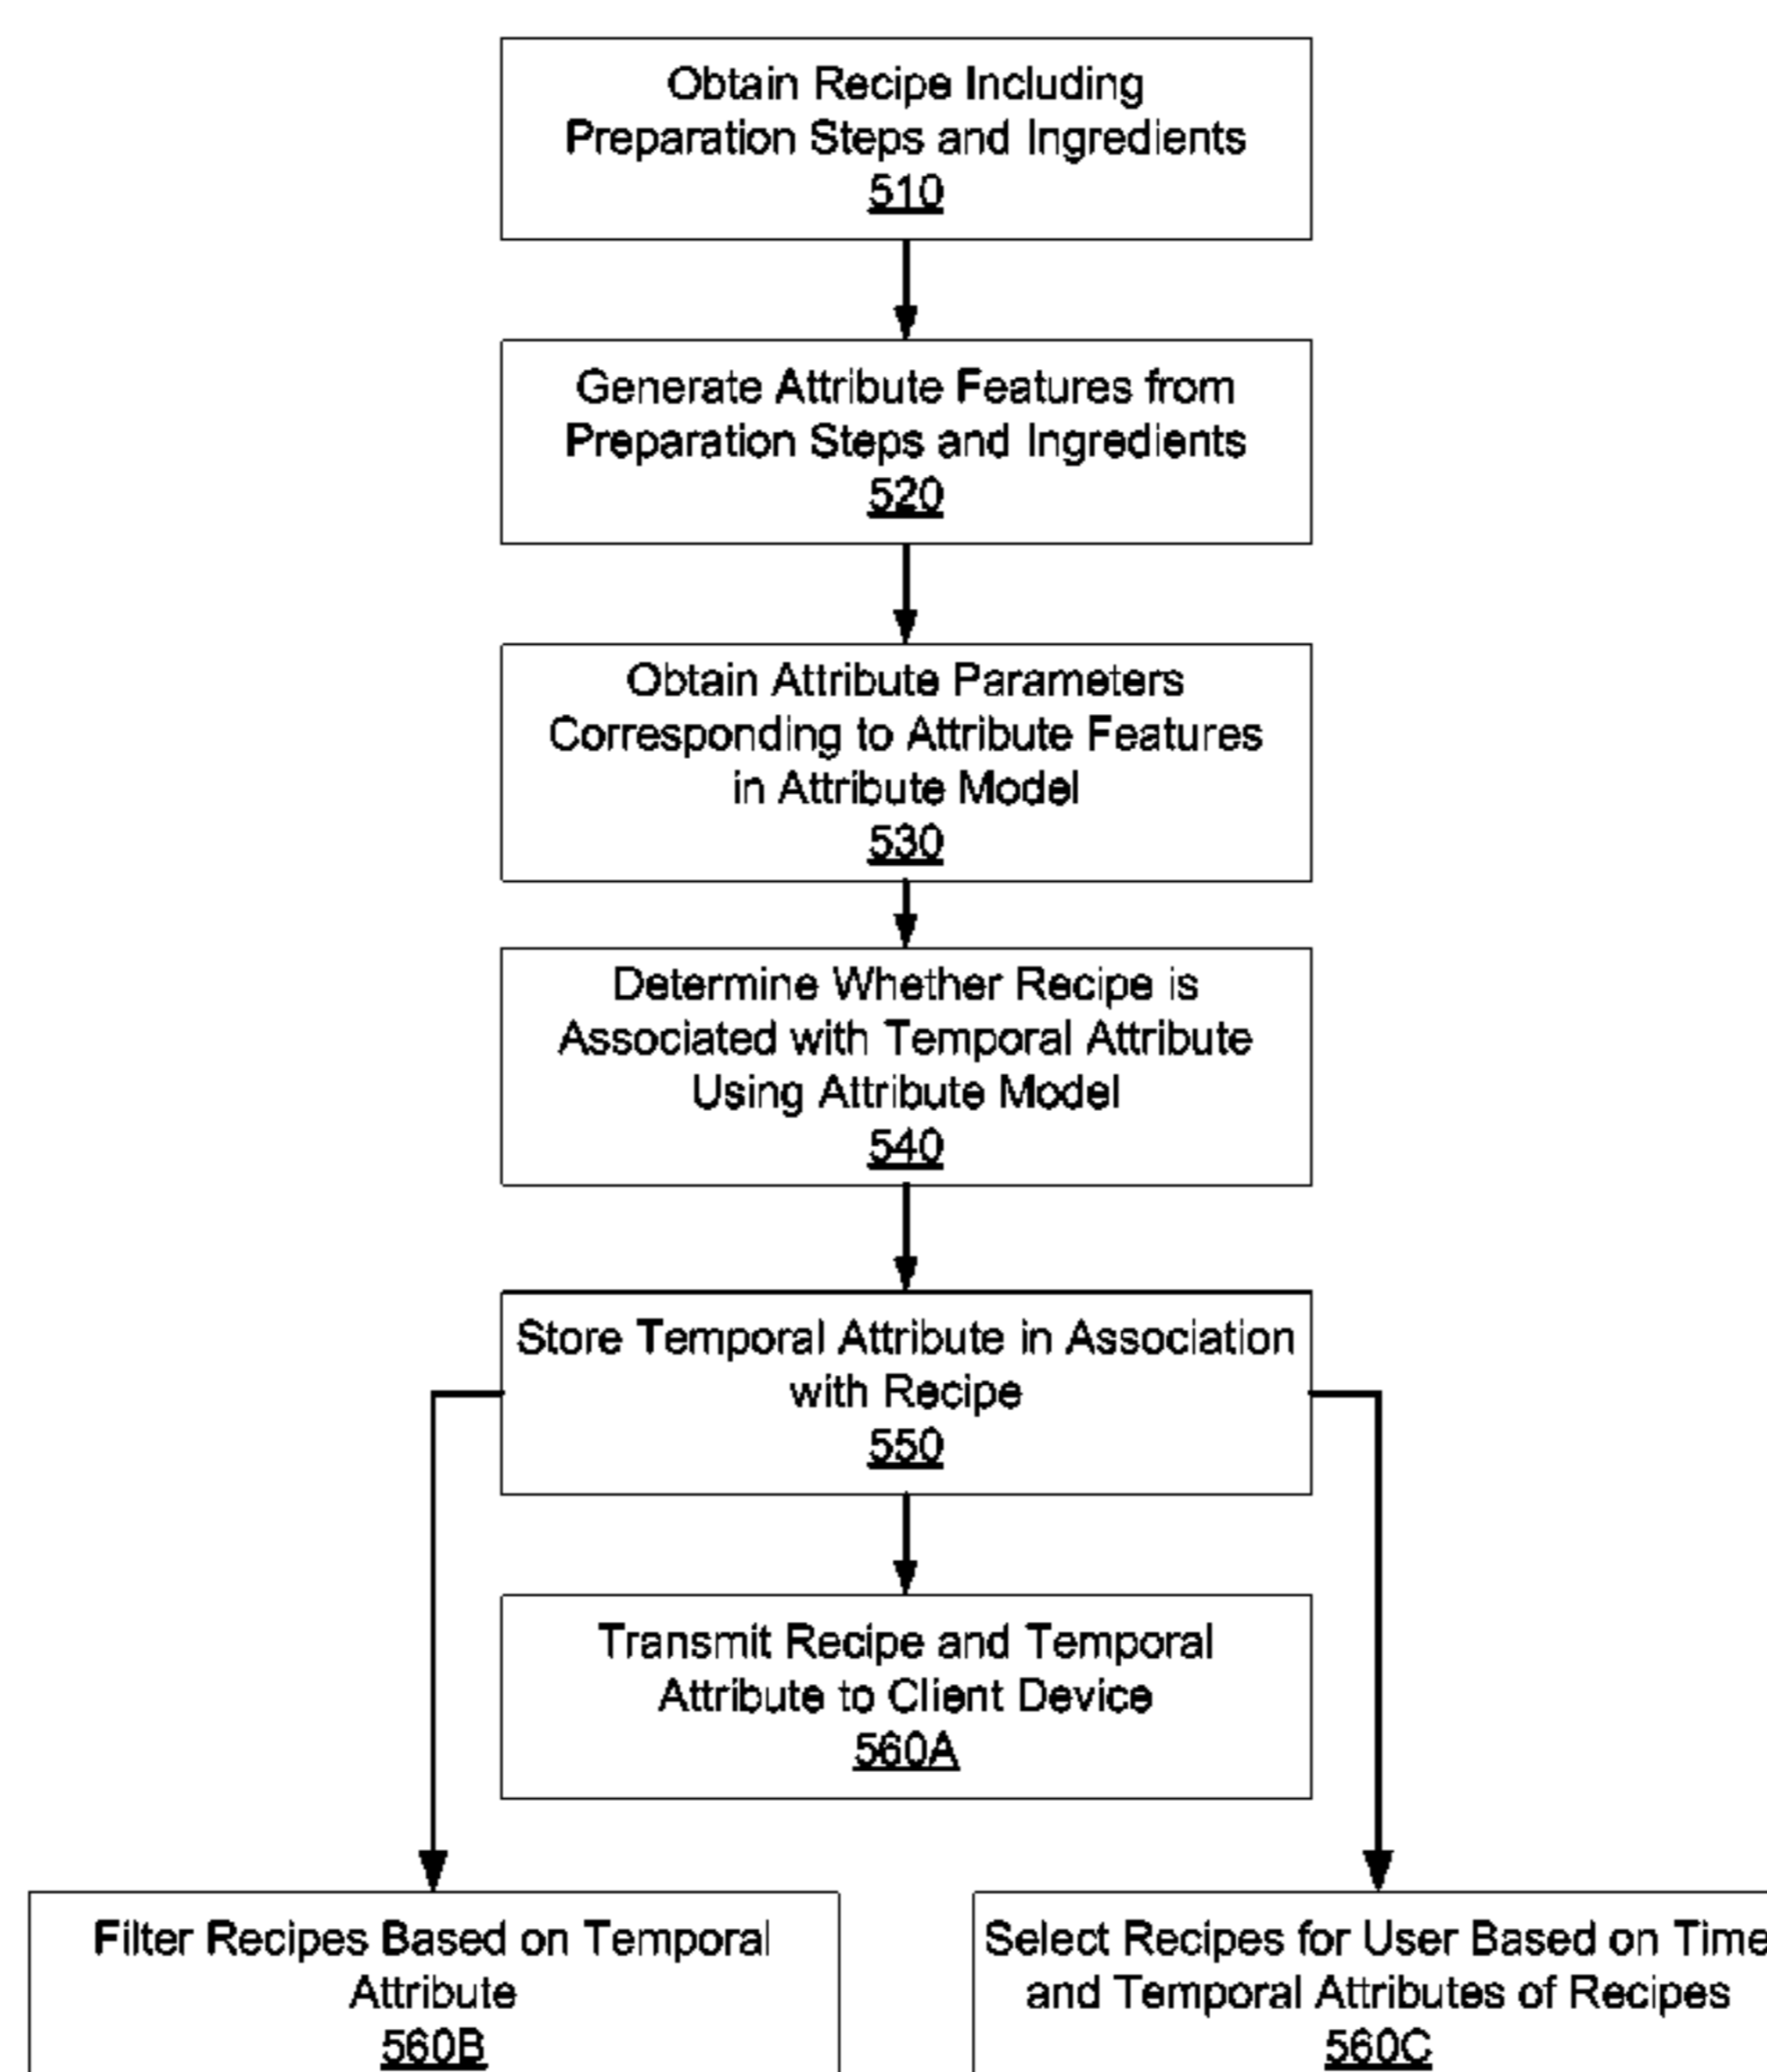 Obtain Recipe Including
Preparation Steps and Ingredients
510
Generate Attribute Features from
Preparation Steps and Ingredients
520
Obtain Attribute Parameters
Corresponding to Attribute Features
in Attribute Model
530
Determine Whether Recipe is
Associated with Temporal Attribute
Using Attribute Model
540
Store Temporal Attribute in Association
with Recipe
550
Transmit Recipe and Temporal
Attribute to Client Device
560A
Filter Recipes Based on Temporal
Attribute
560B
Select Recipes for User Based on Time
and Temporal Attributes of Recipes
560C